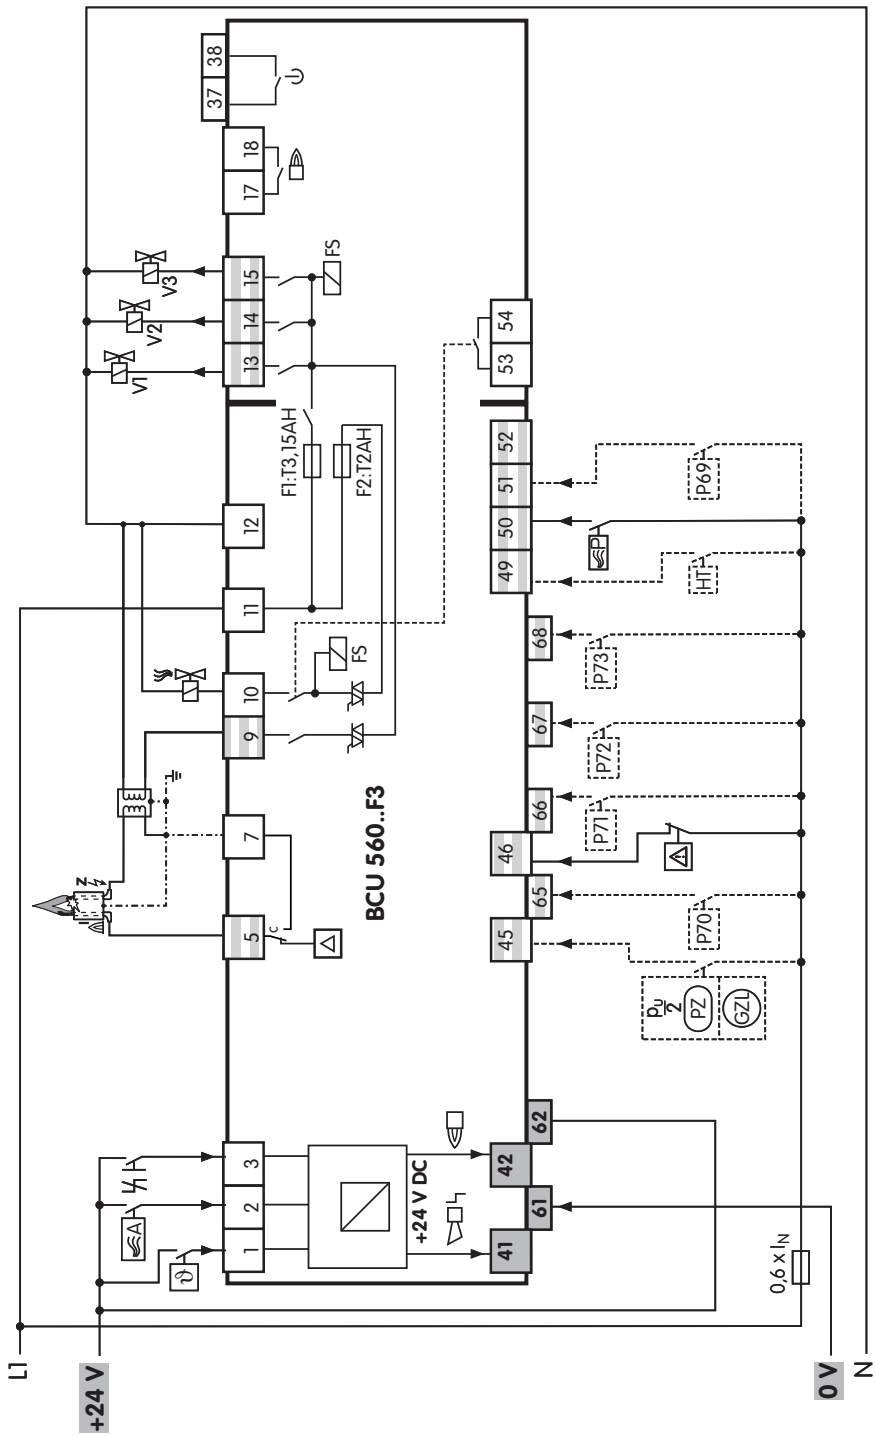 L1
+24 V
0 V
N
ϑ
A
1
2
3
5
7
9
10
11
12
13
14
15
17
18
37
38
I
Z
C
V1
V2
V3
FS
FS
F1:T3,15AH
F2:T2AH
+24 V DC
BCU 560..F3
41
61
42
62
45
65
46
66
67
68
49
50
51
52
53
54
pu
2
PZ
GZL
P70
P71
P72
P73
HT
P
P69
0,6 x IN